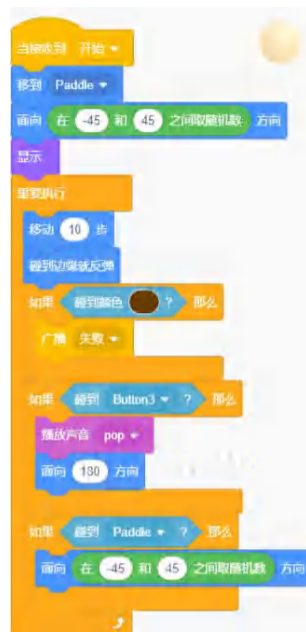 当接收到 开始
移到 Paddle
面向 在 -45 和 45 之间取随机数 方向
显示
重复执行
移动 10 步
碰到边缘就反弹
如果 碰到颜色 ? 那么
广播 失败
如果 碰到 Button3 ? 那么
播放声音 pop
面向 180 方向
如果 碰到 Paddle ? 那么
面向 在 -45 和 45 之间取随机数 方向